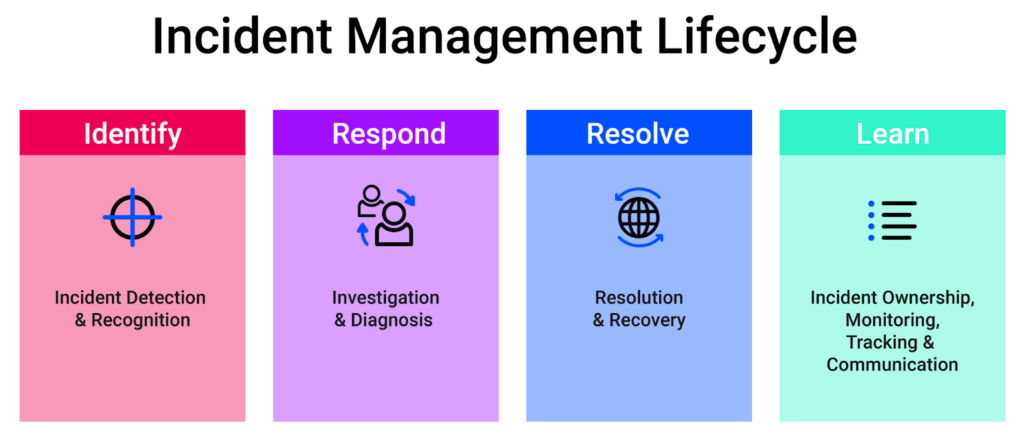 Incident Management Lifecycle
Identify
Incident Detection
& Recognition
Respond
Investigation
& Diagnosis
Resolve
Resolution
& Recovery
Learn
Incident Ownership,
Monitoring,
Tracking &
Communication